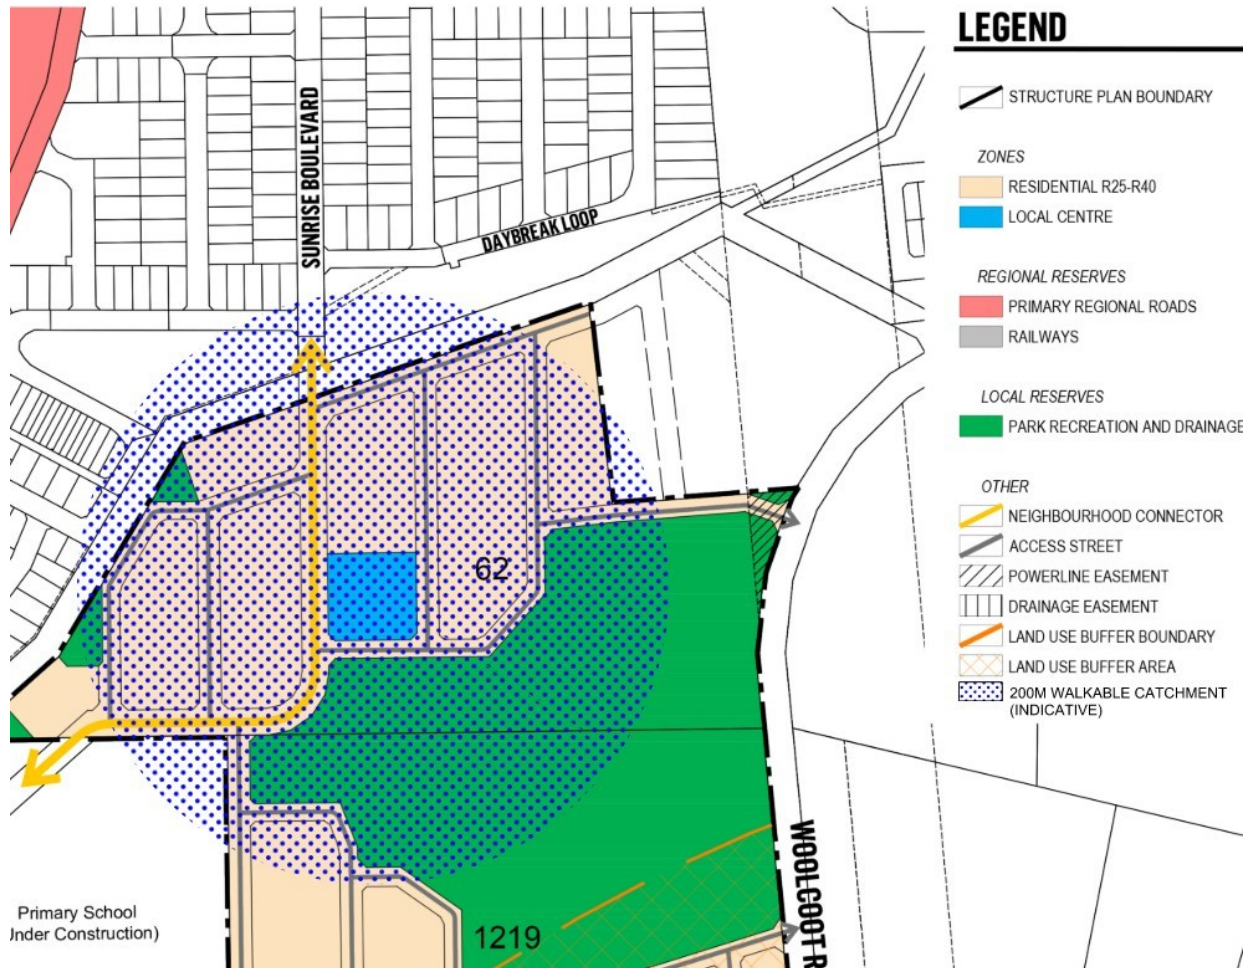 LEGEND
STRUCTURE PLAN BOUNDARY
ZONES
RESIDENTIAL R25-R40
LOCAL CENTRE
REGIONAL RESERVES
PRIMARY REGIONAL ROADS
RAILWAYS
LOCAL RESERVES
PARK RECREATION AND DRAINAGE
OTHER
NEIGHBOURHOOD CONNECTOR
ACCESS STREET
POWERLINE EASEMENT
DRAINAGE EASEMENT
LAND USE BUFFER BOUNDARY
LAND USE BUFFER AREA
200M WALKABLE CATCHMENT
(INDICATIVE)
SUNRISE BOULEVARD
DAYBREAK LOOP
62
WOOLCOOT R
1219
Primary School
Under Construction)